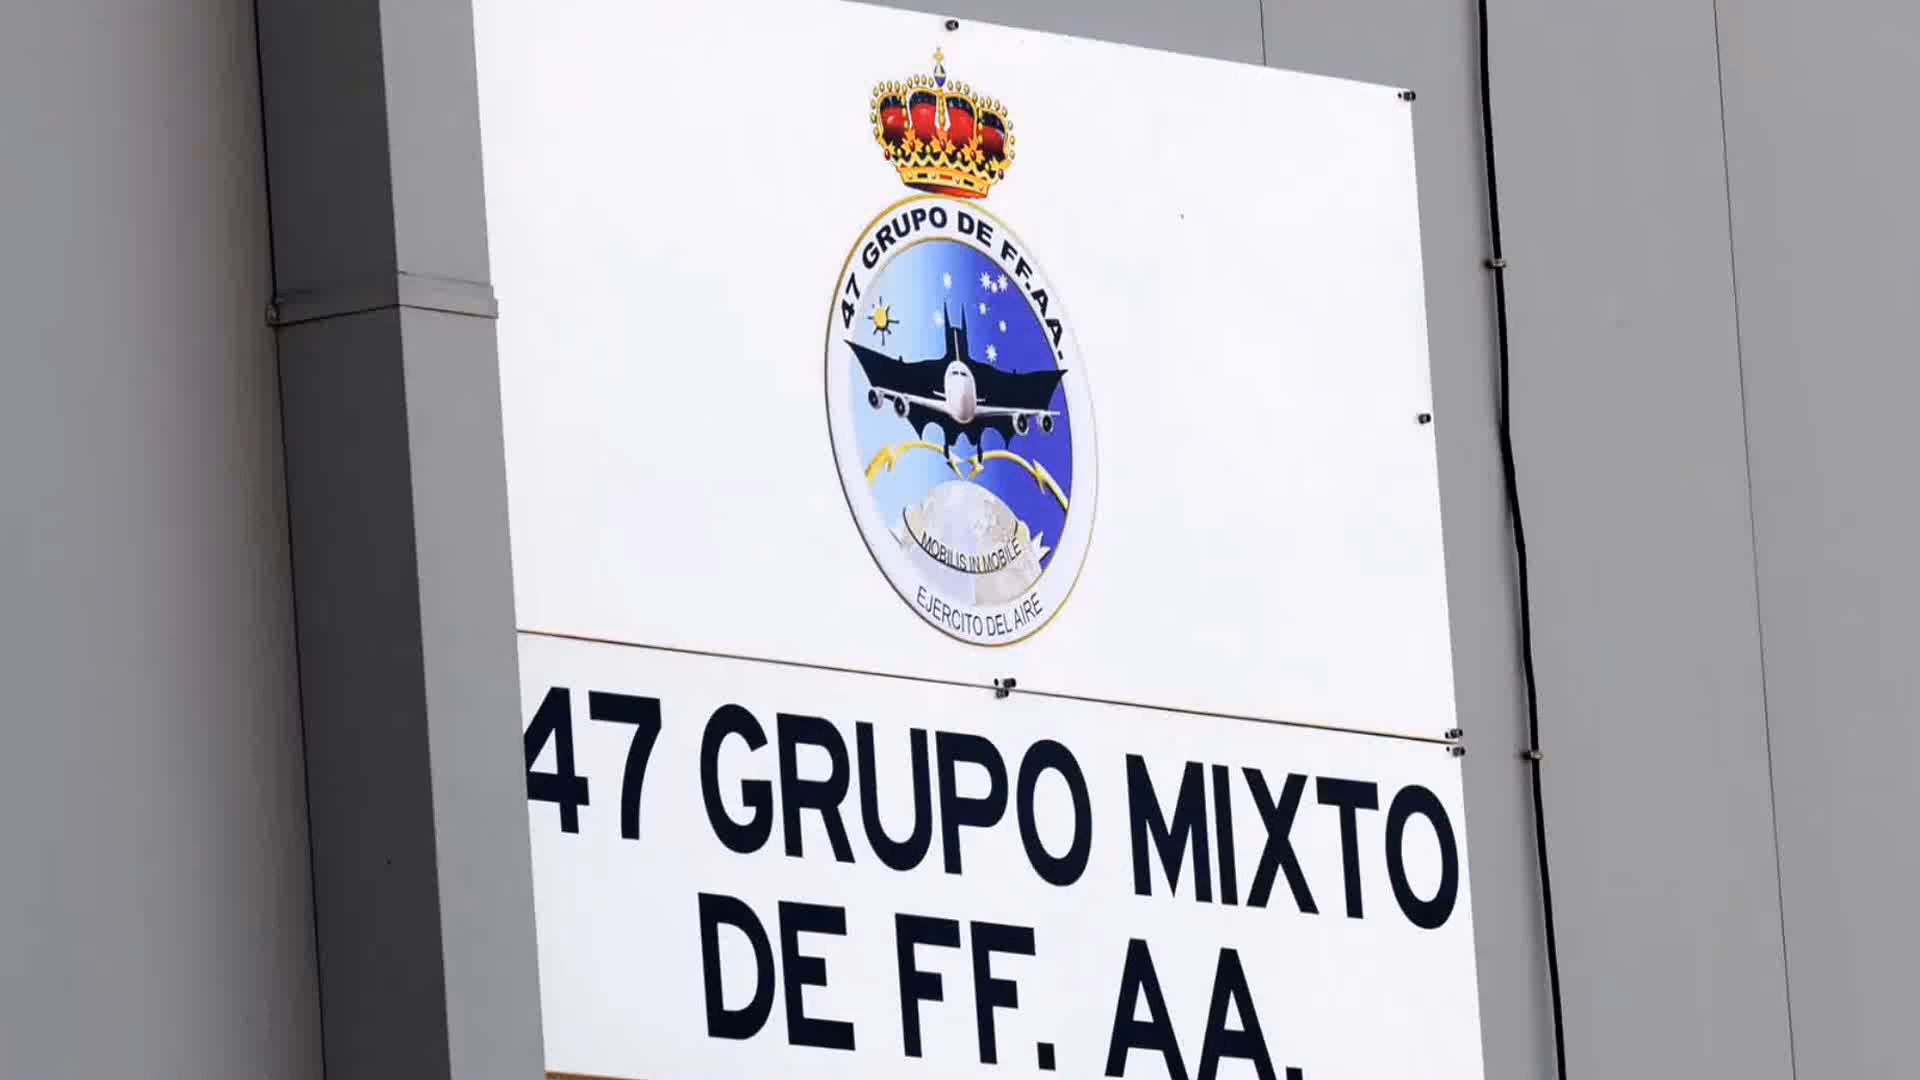 47 GRUPO DE FF.AA.
MOBILIS IN MOBILE
EJERCITO DEL AIRE
47 GRUPO MIXTO
DE FF. AA.